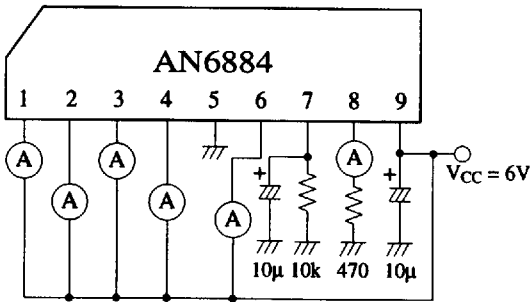 AN6884
1 2 3 4 5 6 7 8 9
A A A
A A A
+ +
VCC = 6V
10μ 10k 470 10μ